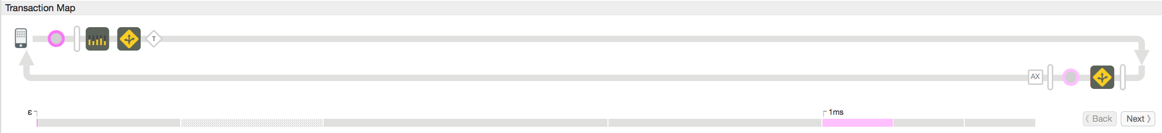 Transaction Map
T
AX
ε
1ms
Back
Next